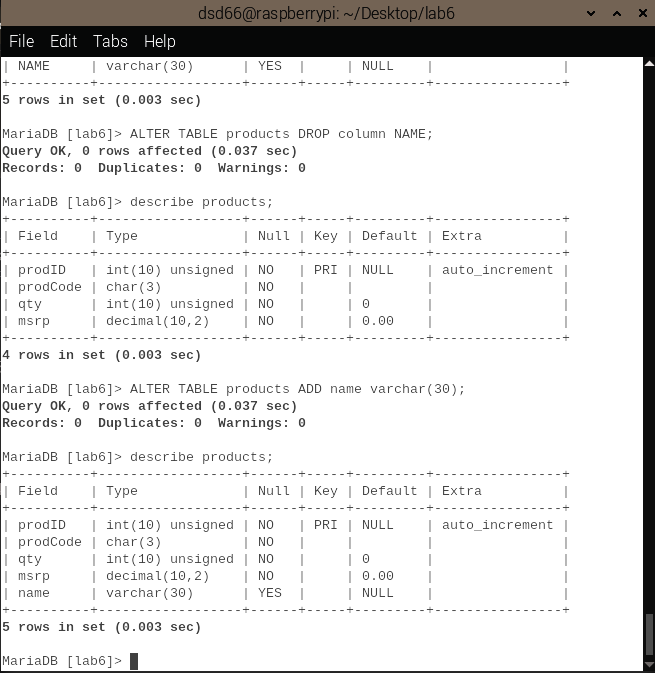 dsd66@raspberrypi: ~/Desktop/lab6
File Edit Tabs Help
| NAME     | varchar(30)      | YES  |     | NULL    |                |
+----------+------------------+------+-----+---------+----------------+
5 rows in set (0.003 sec)
MariaDB [lab6]> ALTER TABLE products DROP column NAME;
Query OK, 0 rows affected (0.037 sec)
Records: 0  Duplicates: 0  Warnings: 0
MariaDB [lab6]> describe products;
+----------+------------------+------+-----+---------+----------------+
| Field    | Type             | Null | Key | Default | Extra          |
+----------+------------------+------+-----+---------+----------------+
| prodID   | int(10) unsigned | NO   | PRI | NULL    | auto_increment |
| prodCode | char(3)          | NO   |     |         |                |
| qty      | int(10) unsigned | NO   |     | 0       |                |
| msrp     | decimal(10,2)    | NO   |     | 0.00    |                |
+----------+------------------+------+-----+---------+----------------+
4 rows in set (0.003 sec)
MariaDB [lab6]> ALTER TABLE products ADD name varchar(30);
Query OK, 0 rows affected (0.037 sec)
Records: 0  Duplicates: 0  Warnings: 0
MariaDB [lab6]> describe products;
+----------+------------------+------+-----+---------+----------------+
| Field    | Type             | Null | Key | Default | Extra          |
+----------+------------------+------+-----+---------+----------------+
| prodID   | int(10) unsigned | NO   | PRI | NULL    | auto_increment |
| prodCode | char(3)          | NO   |     |         |                |
| qty      | int(10) unsigned | NO   |     | 0       |                |
| msrp     | decimal(10,2)    | NO   |     | 0.00    |                |
| name     | varchar(30)      | YES  |     | NULL    |                |
+----------+------------------+------+-----+---------+----------------+
5 rows in set (0.003 sec)
MariaDB [lab6]>